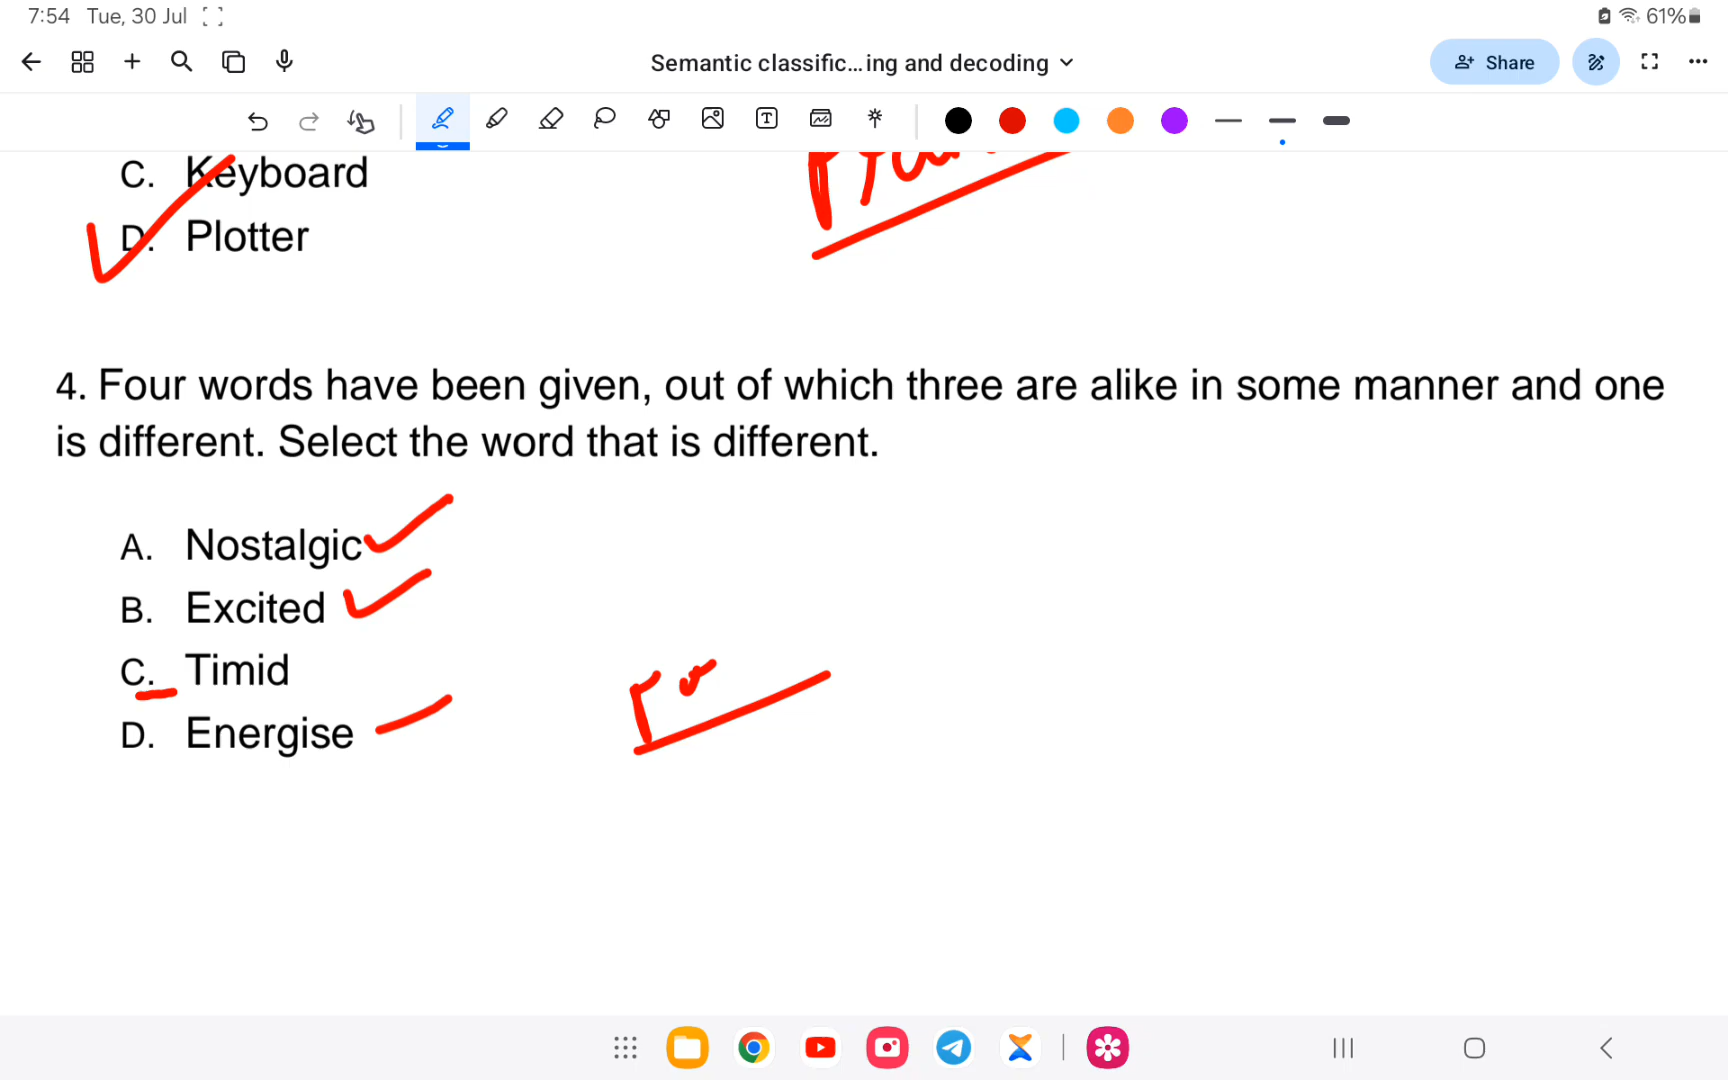 7:54 Tue, 30 Jul 61%
Semantic classific...ing and decoding
Share
C. Keyboard
D. Plotter
4. Four words have been given, out of which three are alike in some manner and one
is different. Select the word that is different.
A. Nostalgic
B. Excited
C. Timid
D. Energise